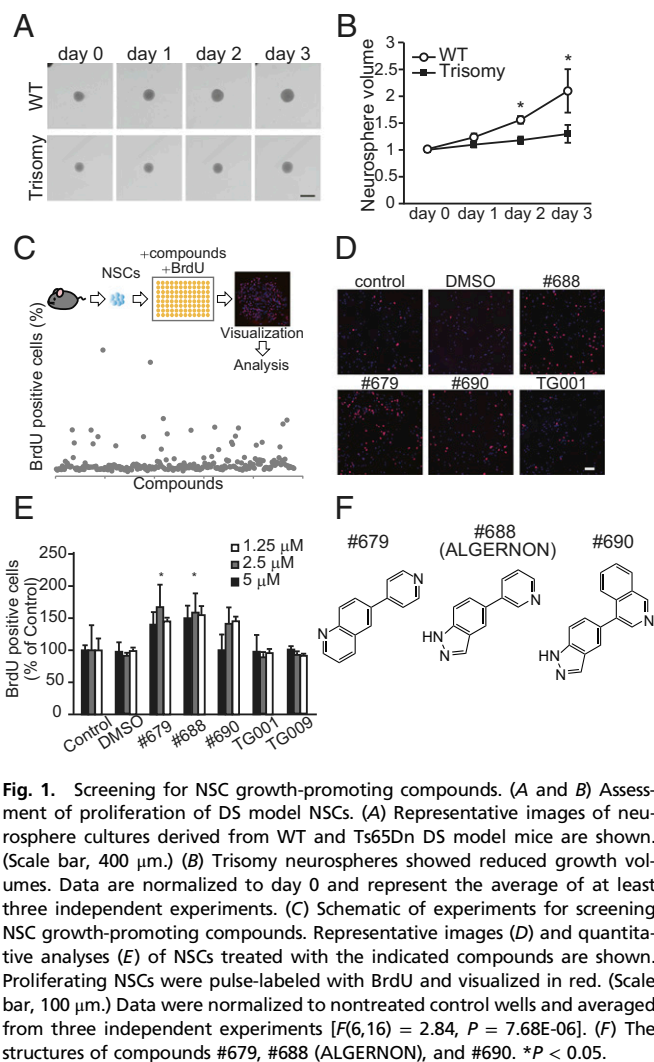 A
day 0 day 1 day 2 day 3
WT
Trisomy
B
Neurosphere volume
3
2.5
2
1.5
1
0.5
0
WT
Trisomy
*
*
day 0 day 1 day 2 day 3
C
+compounds
+BrdU
NSCs
Visualization
Analysis
BrdU positive cells (%)
Compounds
D
control DMSO #688
#679 #690 TG001
E
BrdU positive cells
(% of Control)
250
200
150
100
50
0
1.25 μM
2.5 μM
5 μM
* *
Control DMSO #679 #688 #690 TG001 TG009
F
#679
#688
(ALGERNON)
#690
N
N
N
HN
N
N
HN
N
Fig. 1. Screening for NSC growth-promoting compounds. (A and B) Assess-
ment of proliferation of DS model NSCs. (A) Representative images of neu-
rosphere cultures derived from WT and Ts65Dn DS model mice are shown.
(Scale bar, 400 μm.) (B) Trisomy neurospheres showed reduced growth vol-
umes. Data are normalized to day 0 and represent the average of at least
three independent experiments. (C) Schematic of experiments for screening
NSC growth-promoting compounds. Representative images (D) and quantita-
tive analyses (E) of NSCs treated with the indicated compounds are shown.
Proliferating NSCs were pulse-labeled with BrdU and visualized in red. (Scale
bar, 100 μm.) Data were normalized to nontreated control wells and averaged
from three independent experiments [F(6,16) = 2.84, P = 7.68E-06]. (F) The
structures of compounds #679, #688 (ALGERNON), and #690. *P < 0.05.